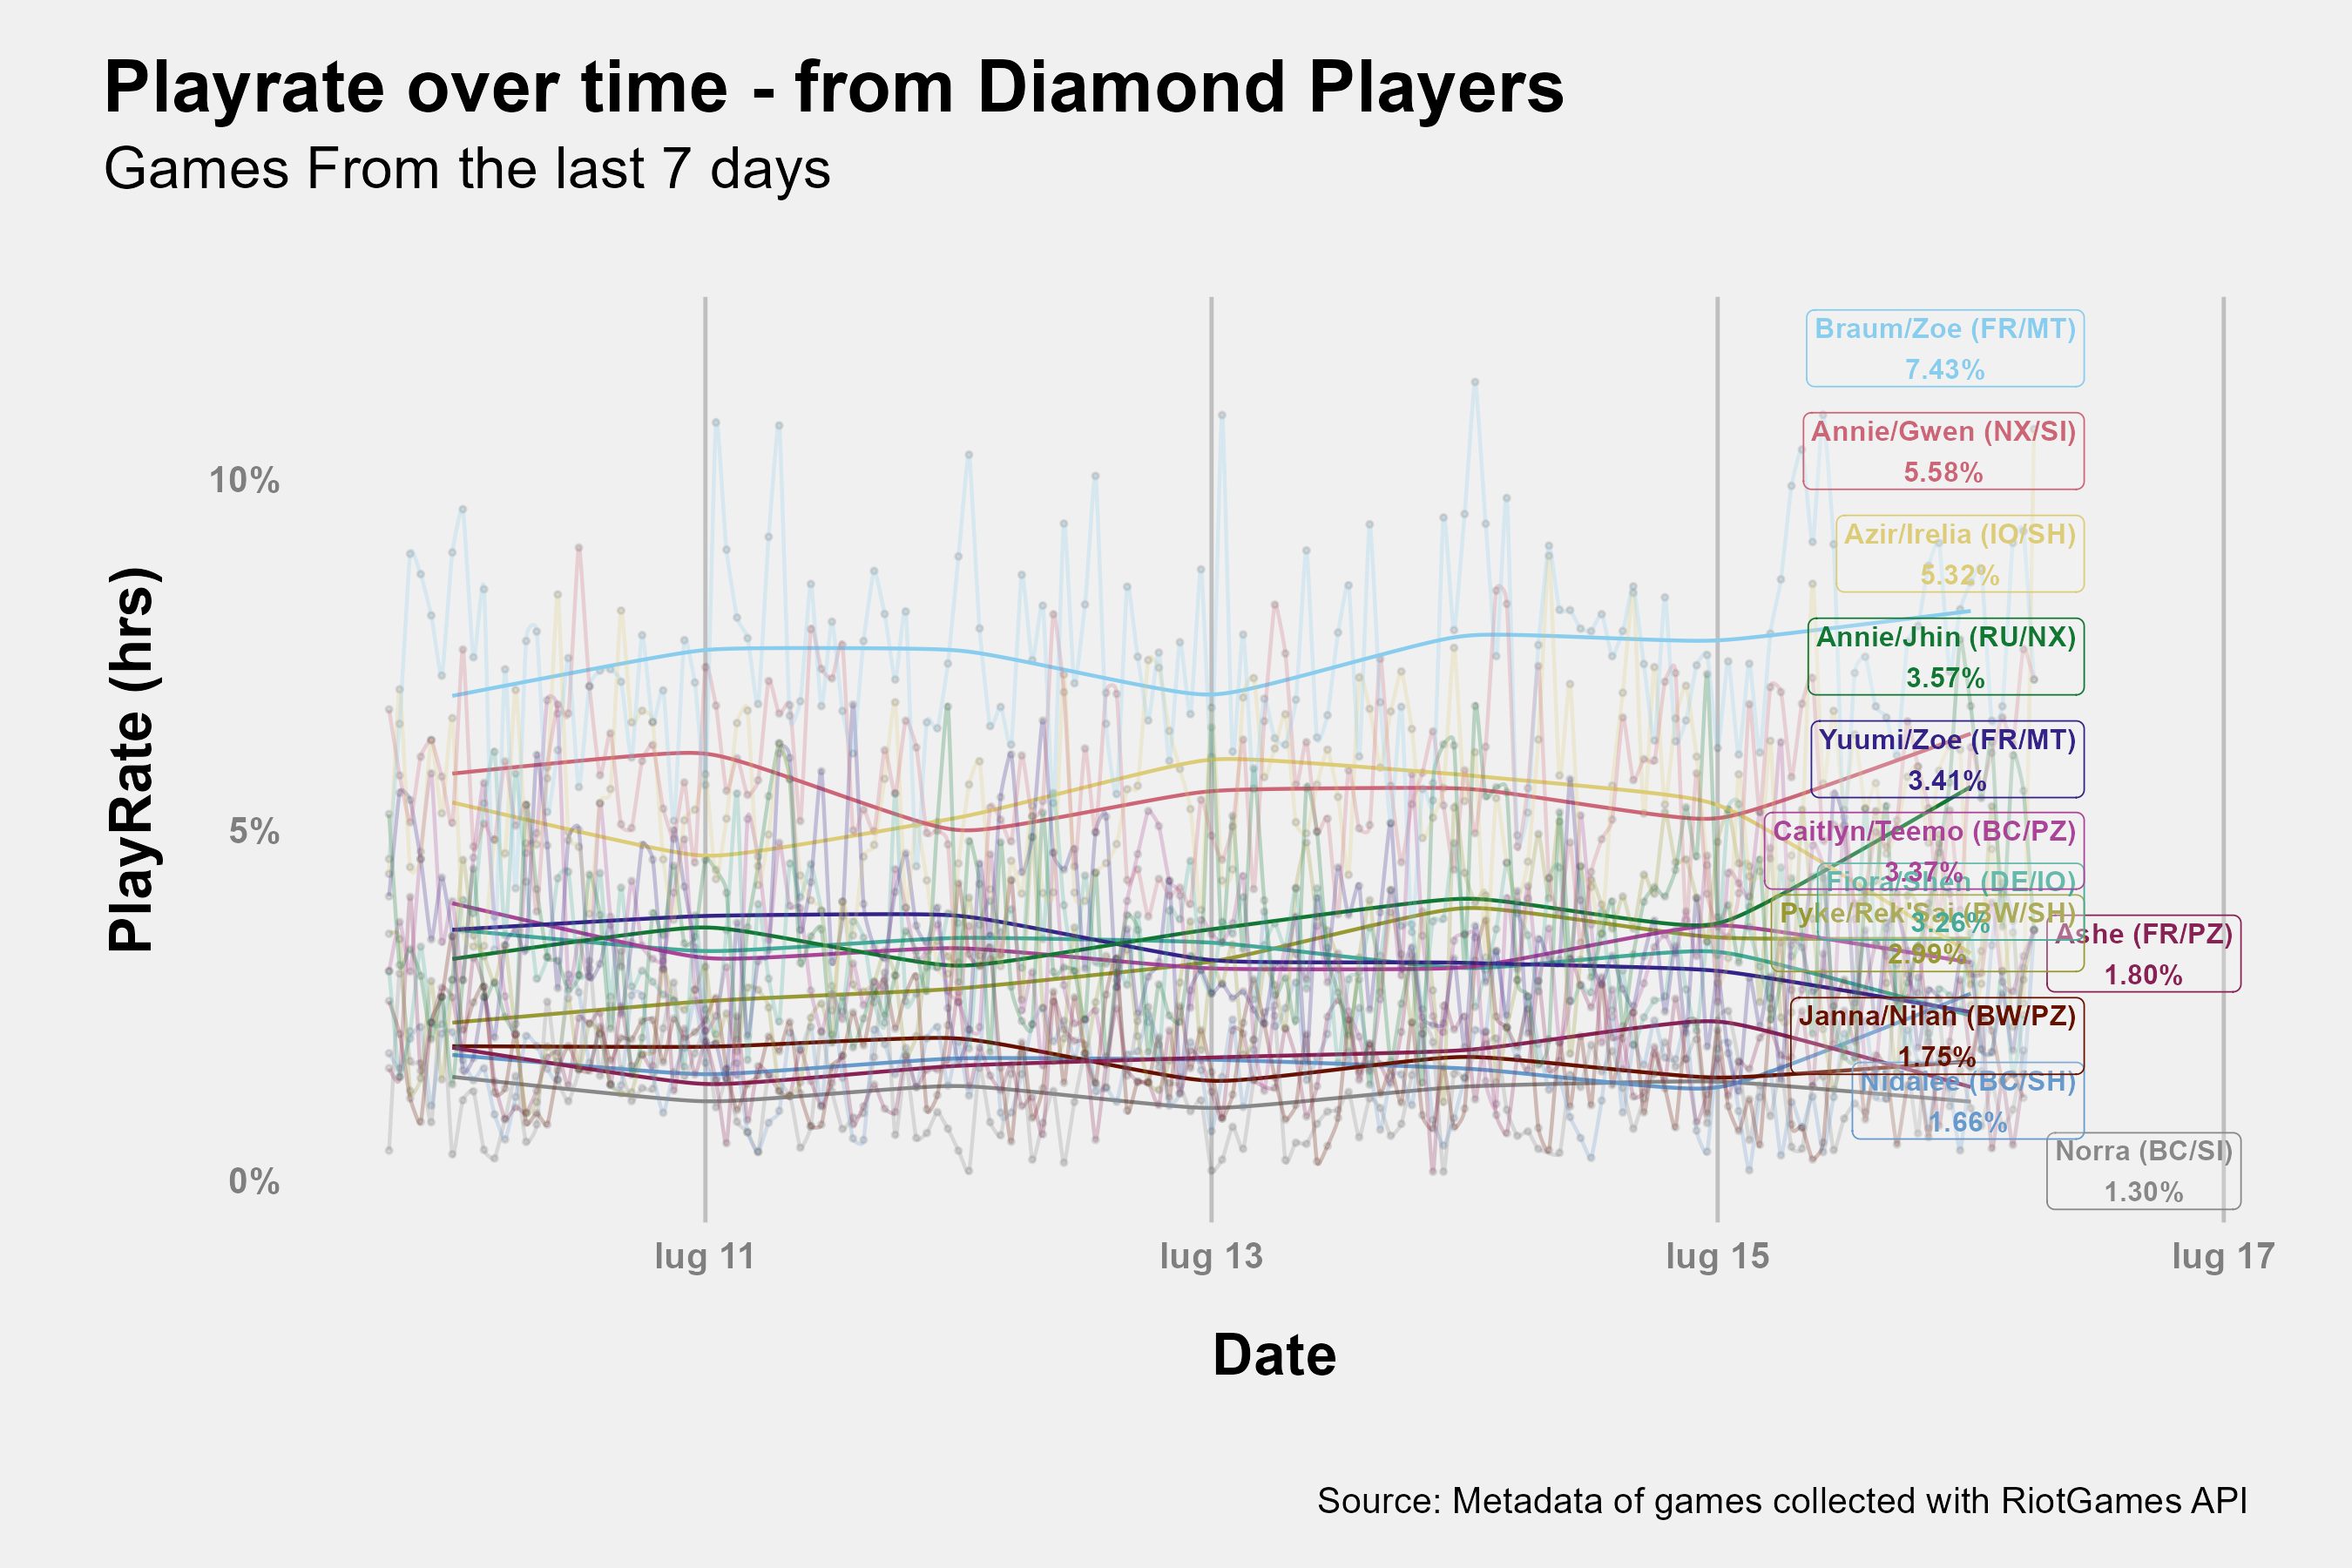 Playrate over time - from Diamond Players
Games From the last 7 days
PlayRate (hrs)
10%
5%
0%
Braum/Zoe (FR/MT)
7.43%
Annie/Gwen (NX/SI)
5.58%
Azir/Irelia (IO/SH)
5.32%
Annie/Jhin (RU/NX)
3.57%
Yuumi/Zoe (FR/MT)
3.41%
Caitlyn/Teemo (BC/PZ)
3.37%
Fiora/Shen (DE/IO)
3.26%
Pyke/Rek'Sai (BW/SH)
2.99%
Ashe (FR/PZ)
1.80%
Janna/Nilah (BW/PZ)
1.75%
Nidalee (BC/SH)
1.66%
Norra (BC/SI)
1.30%
lug 11
lug 13
lug 15
lug 17
Date
Source: Metadata of games collected with RiotGames API